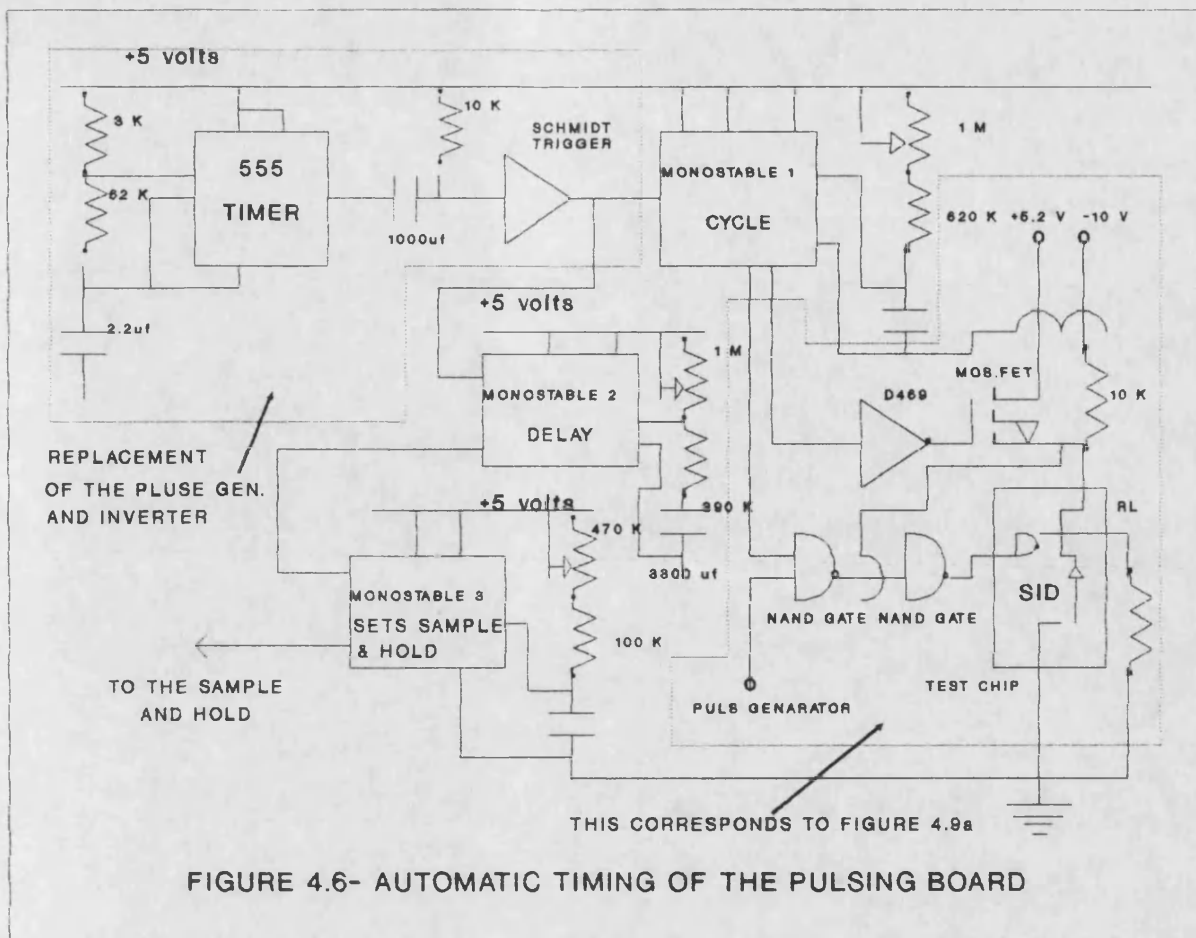 +5 volts
3 K
62 K
2.2uf
555
TIMER
10 K
1000uf
SCHMIDT
TRIGGER
MONOSTABLE 1
CYCLE
1 M
620 K
+5.2 V
-10 V
+5 volts
MONOSTABLE 2
DELAY
1 M
390 K
3800 uf
D469
MOS.FET
10 K
REPLACEMENT
OF THE PLUSE GEN.
AND INVERTER
+5 volts
MONOSTABLE 3
SETS SAMPLE
& HOLD
470 K
100 K
NAND GATE
NAND GATE
SID
RL
TEST CHIP
TO THE SAMPLE
AND HOLD
PULS GENARATOR
THIS CORRESPONDS TO FIGURE 4.9a
FIGURE 4.6- AUTOMATIC TIMING OF THE PULSING BOARD